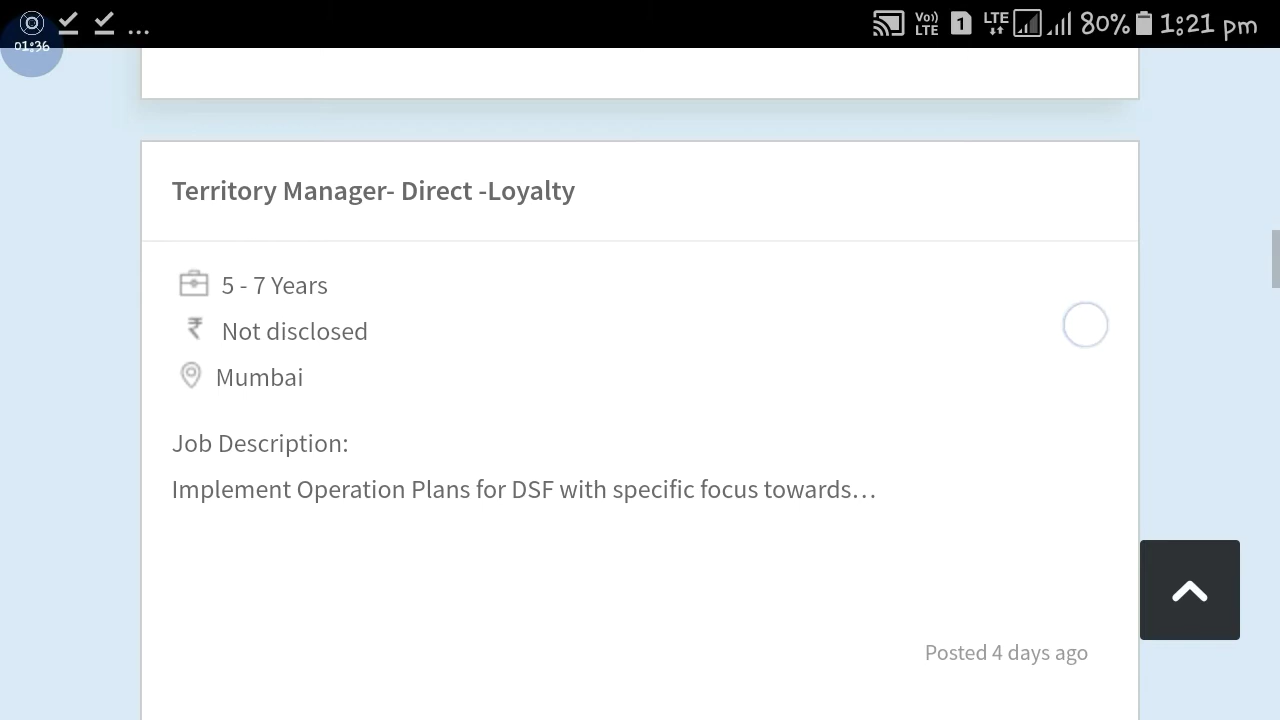 01:36
...
Vo))
LTE
1
LTE
80%
1:21 pm
Territory Manager- Direct -Loyalty
5 - 7 Years
₹ Not disclosed
Mumbai
Job Description:
Implement Operation Plans for DSF with specific focus towards...
Posted 4 days ago